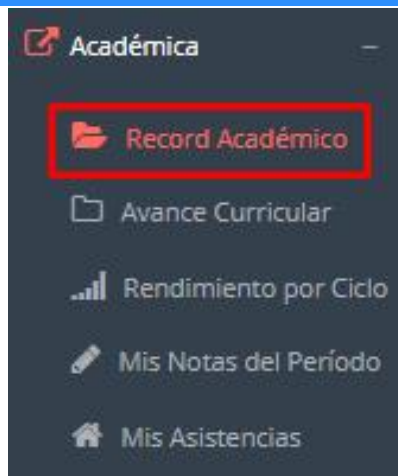 Académica
Record Académico
Avance Curricular
Rendimiento por Ciclo
Mis Notas del Período
Mis Asistencias